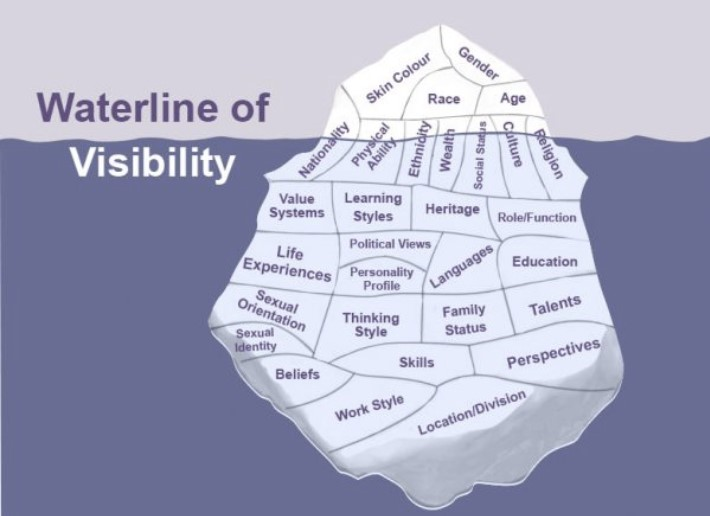 Waterline of
Visibility
Skin Colour
Gender
Race
Age
Nationality
Physical
Ability
Ethnicity
Wealth
Social Status
Culture
Religion
Value
Systems
Learning
Styles
Heritage
Role/Function
Life
Experiences
Political Views
Personality
Profile
Languages
Education
Sexual
Orientation
Thinking
Style
Family
Status
Talents
Sexual
Identity
Skills
Perspectives
Beliefs
Work Style
Location/Division